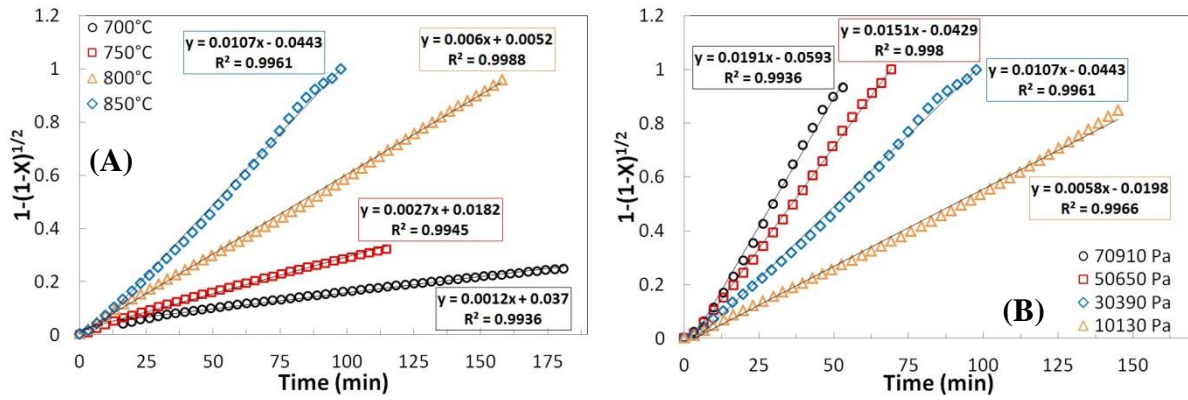 1.2
1
0.8
0.6
0.4
0.2
0
1-(1-X)^{1/2}
700°C
750°C
800°C
850°C
y = 0.0107x - 0.0443
R² = 0.9961
y = 0.006x + 0.0052
R² = 0.9988
(A)
y = 0.0027x + 0.0182
R² = 0.9945
y = 0.0012x + 0.037
R² = 0.9936
0 25 50 75 100 125 150 175
Time (min)
1.2
1
0.8
0.6
0.4
0.2
0
1-(1-X)^{1/2}
y = 0.0151x - 0.0429
R² = 0.998
y = 0.0191x - 0.0593
R² = 0.9936
y = 0.0107x - 0.0443
R² = 0.9961
y = 0.0058x - 0.0198
R² = 0.9966
70910 Pa
50650 Pa
30390 Pa
10130 Pa
(B)
0 25 50 75 100 125 150
Time (min)